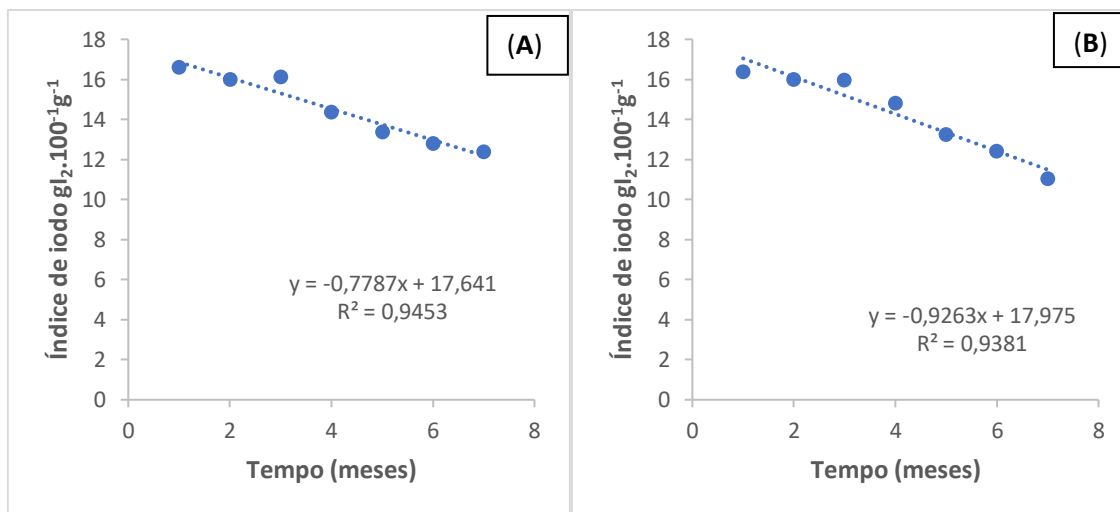 (A)
18
16
14
12
10
8
6
4
2
0
Índice de iodo gI₂.100⁻¹g⁻¹
y = -0,7787x + 17,641
R² = 0,9453
0 2 4 6 8
Tempo (meses)
(B)
18
16
14
12
10
8
6
4
2
0
Índice de iodo gI₂.100⁻¹g⁻¹
y = -0,9263x + 17,975
R² = 0,9381
0 2 4 6 8
Tempo (meses)